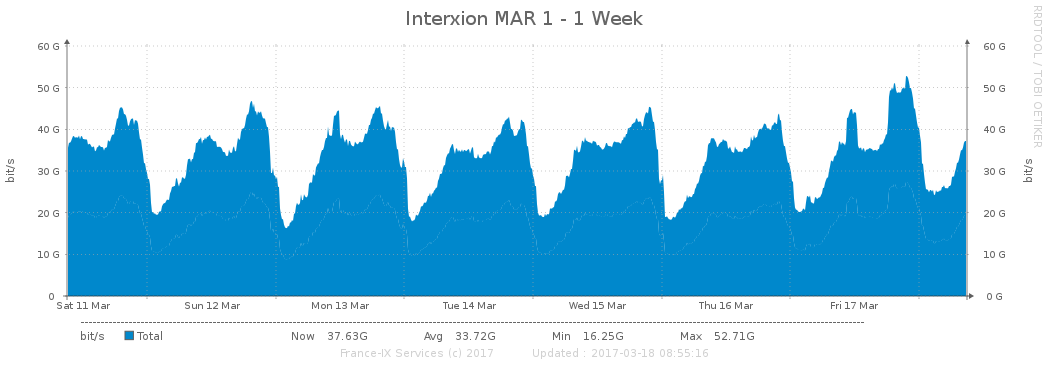 Interxion MAR 1 - 1 Week
RRDTOOL / TOBI OETIKER
60 G 60 G
50 G 50 G
40 G 40 G
30 G 30 G
20 G 20 G
10 G 10 G
0 0 G
bit/s
bit/s
Sat 11 Mar Sun 12 Mar Mon 13 Mar Tue 14 Mar Wed 15 Mar Thu 16 Mar Fri 17 Mar
bit/s Total Now 37.63G Avg 33.72G Min 16.25G Max 52.71G
France-IX Services (c) 2017 Updated : 2017-03-18 08:55:16